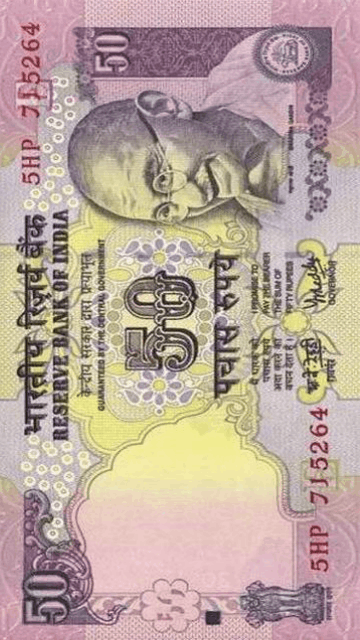 50
भारतीय रिज़र्व बैंक
RESERVE BANK OF INDIA
5HP 715264
केन्द्रीय सरकार द्वारा प्रत्याभूत
GUARANTEED BY THE CENTRAL GOVERNMENT
50
50
पचास रुपये
मैं धारक को
पचास रुपये
अदा करने का
वचन देता हूँ।
I PROMISE TO
PAY THE BEARER
THE SUM OF
FIFTY RUPEES
गवर्नर
GOVERNOR
5HP 715264